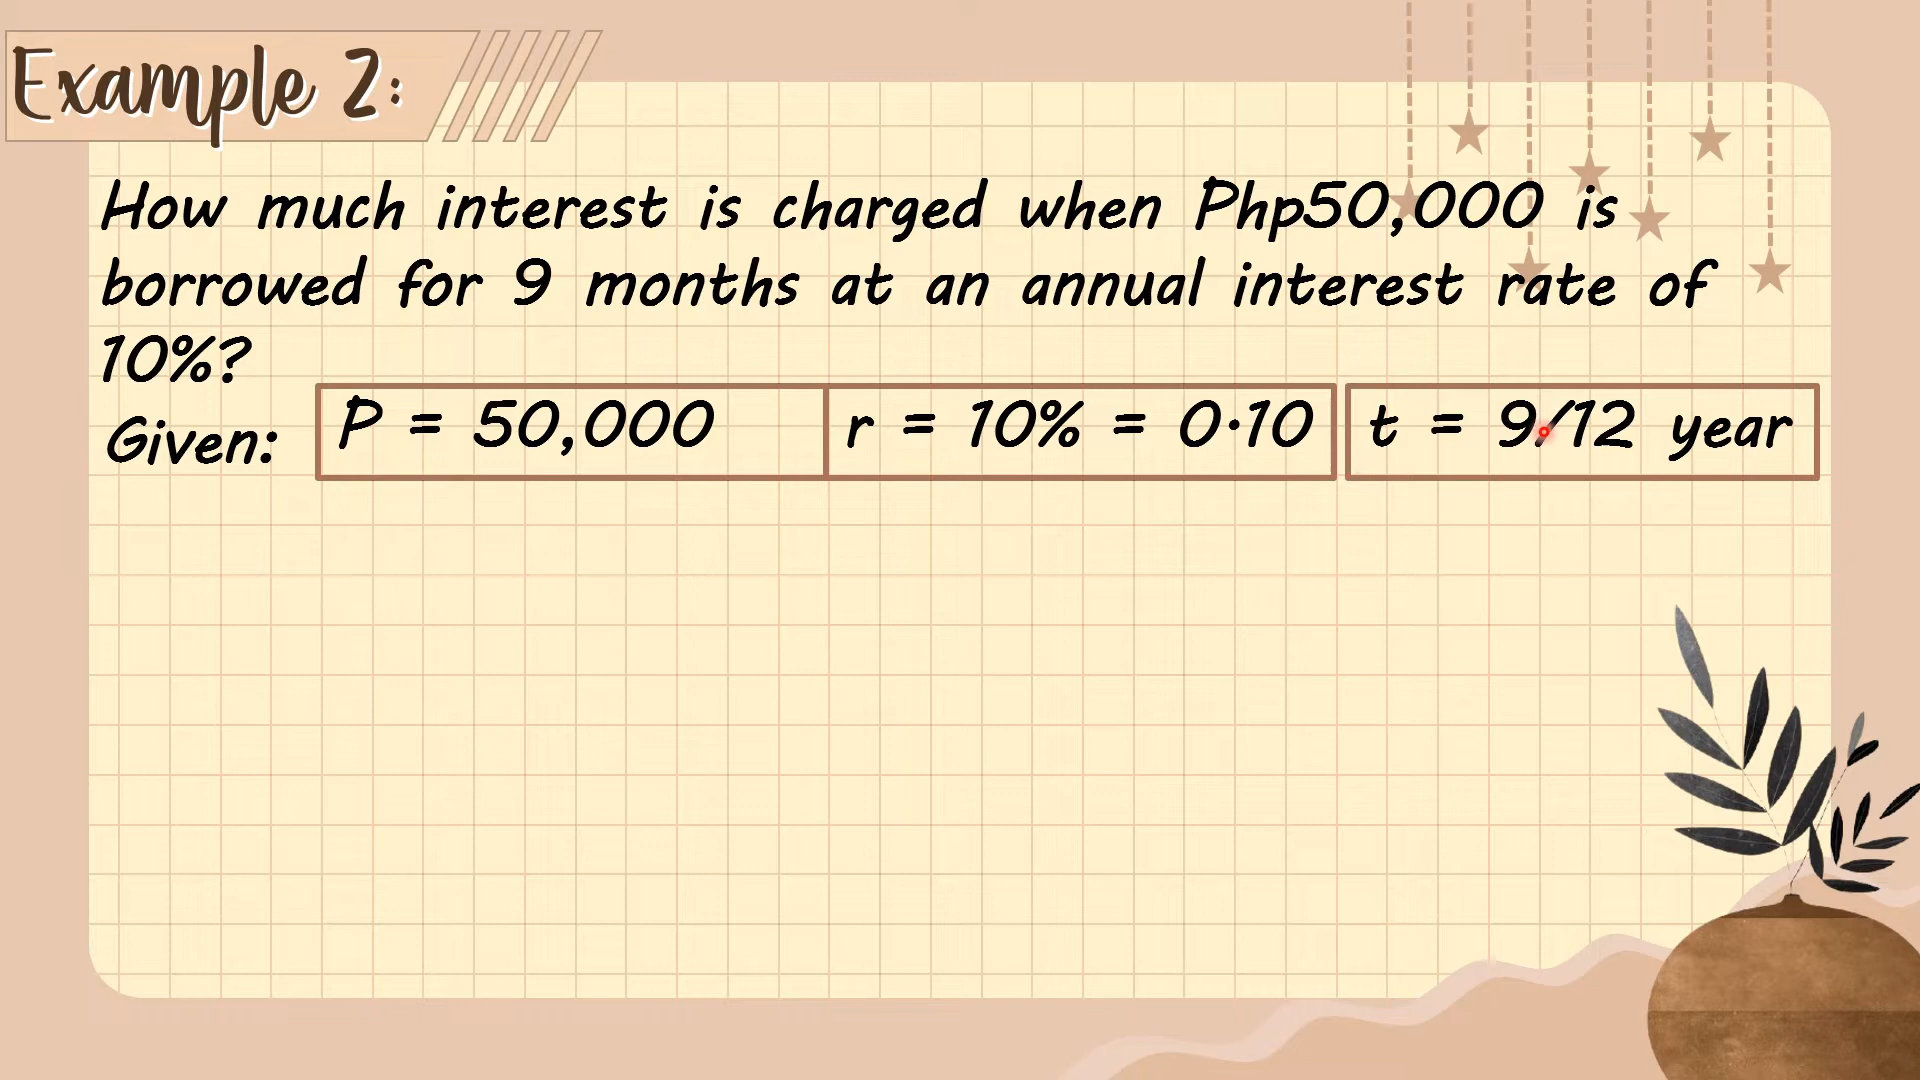 Example 2:
How much interest is charged when Php50,000 is
borrowed for 9 months at an annual interest rate of
10%?
Given: P = 50,000 r = 10% = 0.10 t = 9/12 year